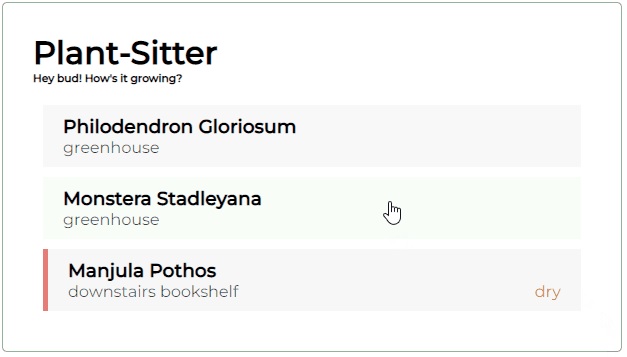 Plant-Sitter
Hey bud! How's it growing?
Philodendron Gloriosum
greenhouse
Monstera Stadleyana
greenhouse
Manjula Pothos
downstairs bookshelf
dry